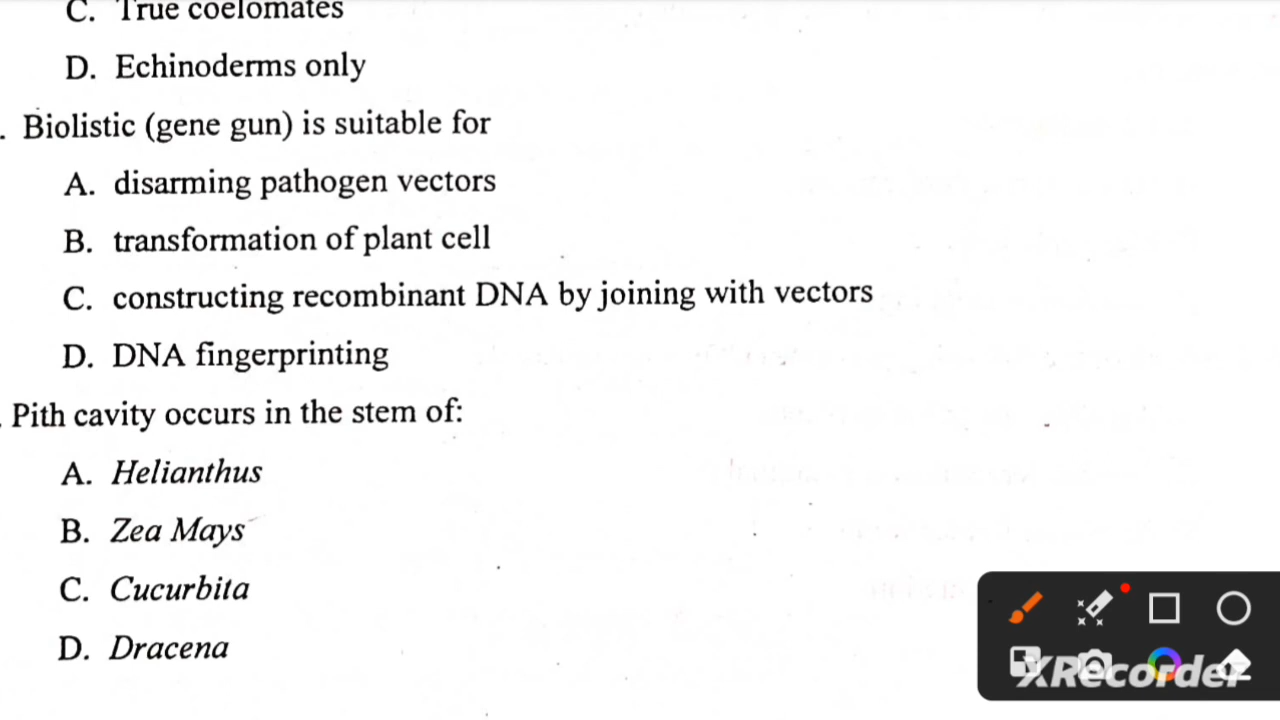 C. True coelomates
D. Echinoderms only
. Biolistic (gene gun) is suitable for
A. disarming pathogen vectors
B. transformation of plant cell
C. constructing recombinant DNA by joining with vectors
D. DNA fingerprinting
. Pith cavity occurs in the stem of:
A. Helianthus
B. Zea Mays
C. Cucurbita
D. Dracena
XRecorder